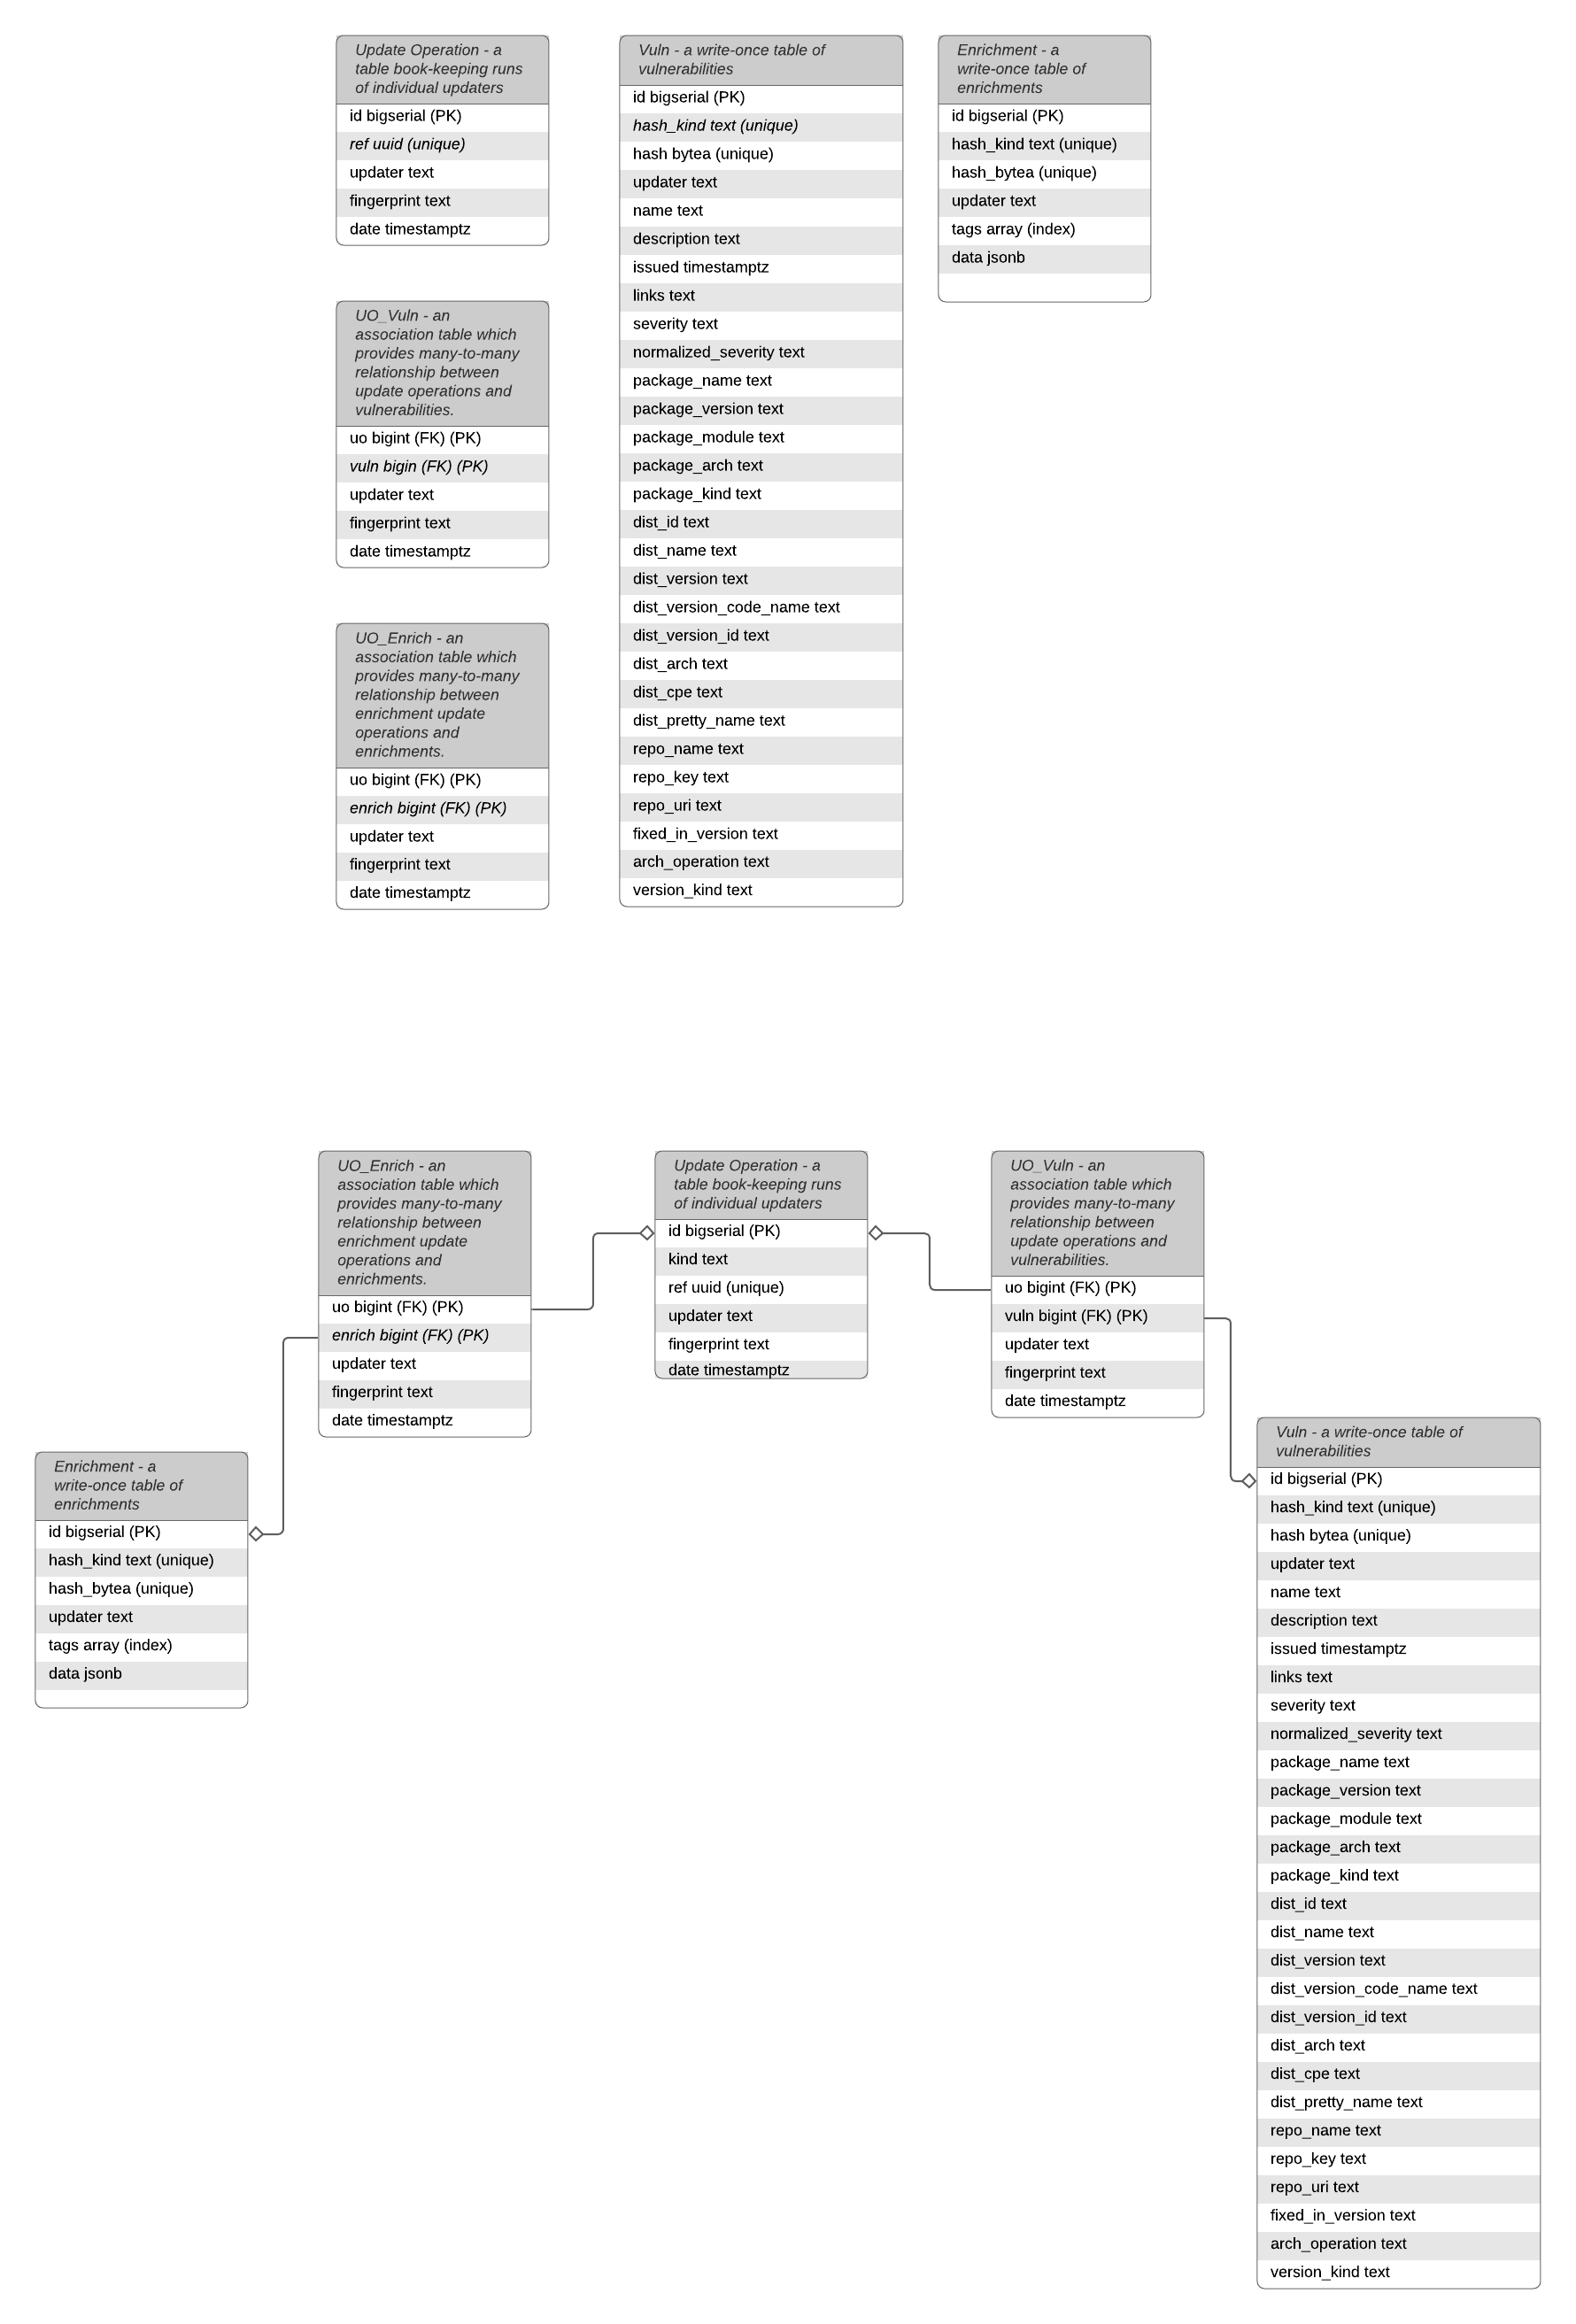 Update Operation - a
table book-keeping runs
of individual updaters
id bigserial (PK)
ref uuid (unique)
updater text
fingerprint text
date timestamptz
UO_Vuln - an
association table which
provides many-to-many
relationship between
update operations and
vulnerabilities.
uo bigint (FK) (PK)
vuln bigin (FK) (PK)
updater text
fingerprint text
date timestamptz
UO_Enrich - an
association table which
provides many-to-many
relationship between
enrichment update
operations and
enrichments.
uo bigint (FK) (PK)
enrich bigint (FK) (PK)
updater text
fingerprint text
date timestamptz
Vuln - a write-once table of
vulnerabilities
id bigserial (PK)
hash_kind text (unique)
hash bytea (unique)
updater text
name text
description text
issued timestamptz
links text
severity text
normalized_severity text
package_name text
package_version text
package_module text
package_arch text
package_kind text
dist_id text
dist_name text
dist_version text
dist_version_code_name text
dist_version_id text
dist_arch text
dist_cpe text
dist_pretty_name text
repo_name text
repo_key text
repo_uri text
fixed_in_version text
arch_operation text
version_kind text
Enrichment - a
write-once table of
enrichments
id bigserial (PK)
hash_kind text (unique)
hash_bytea (unique)
updater text
tags array (index)
data jsonb
Enrichment - a
write-once table of
enrichments
id bigserial (PK)
hash_kind text (unique)
hash_bytea (unique)
updater text
tags array (index)
data jsonb
UO_Enrich - an
association table which
provides many-to-many
relationship between
enrichment update
operations and
enrichments.
uo bigint (FK) (PK)
enrich bigint (FK) (PK)
updater text
fingerprint text
date timestamptz
Update Operation - a
table book-keeping runs
of individual updaters
id bigserial (PK)
kind text
ref uuid (unique)
updater text
fingerprint text
date timestamptz
UO_Vuln - an
association table which
provides many-to-many
relationship between
update operations and
vulnerabilities.
uo bigint (FK) (PK)
vuln bigint (FK) (PK)
updater text
fingerprint text
date timestamptz
Vuln - a write-once table of
vulnerabilities
id bigserial (PK)
hash_kind text (unique)
hash bytea (unique)
updater text
name text
description text
issued timestamptz
links text
severity text
normalized_severity text
package_name text
package_version text
package_module text
package_arch text
package_kind text
dist_id text
dist_name text
dist_version text
dist_version_code_name text
dist_version_id text
dist_arch text
dist_cpe text
dist_pretty_name text
repo_name text
repo_key text
repo_uri text
fixed_in_version text
arch_operation text
version_kind text